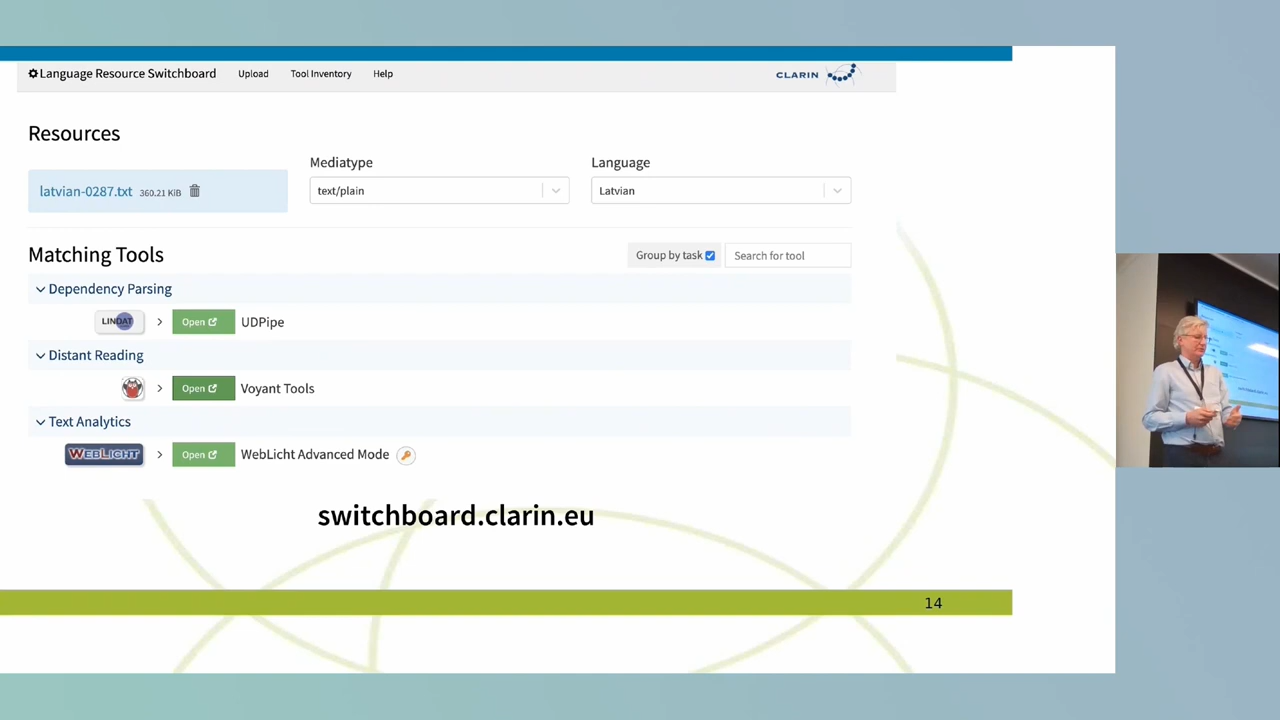 Language Resource Switchboard Upload Tool Inventory Help CLARIN
Resources
Mediatype Language
latvian-0287.txt 360.21 KiB text/plain Latvian
Matching Tools Group by task Search for tool
Dependency Parsing
LINDAT Open UDPipe
Distant Reading
Open Voyant Tools
Text Analytics
WEBLICHT Open WebLicht Advanced Mode
switchboard.clarin.eu
14